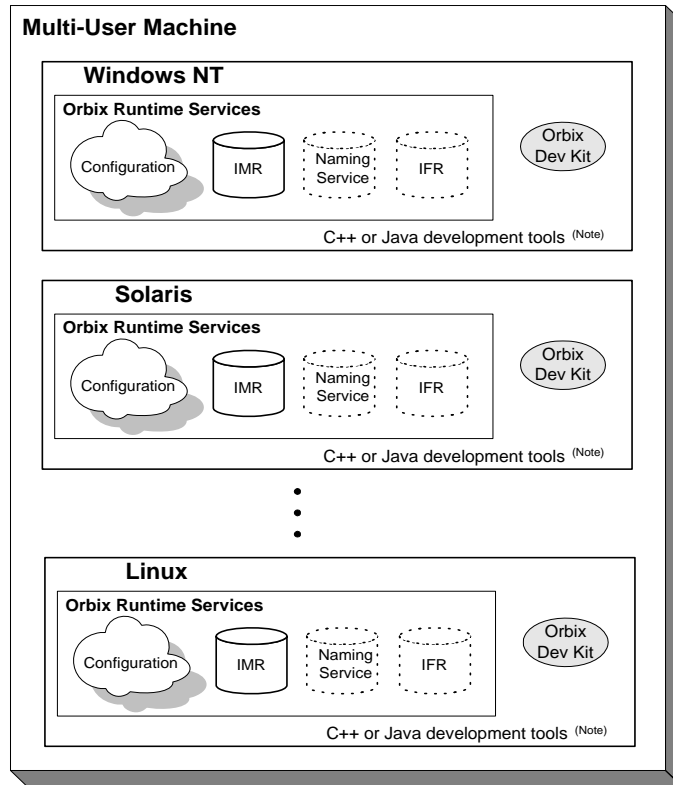 Multi-User Machine
Windows NT
Orbix Runtime Services
Configuration
IMR
Naming
Service
IFR
Orbix
Dev Kit
C++ or Java development tools (Note)
Solaris
Orbix Runtime Services
Configuration
IMR
Naming
Service
IFR
Orbix
Dev Kit
C++ or Java development tools (Note)
Linux
Orbix Runtime Services
Configuration
IMR
Naming
Service
IFR
Orbix
Dev Kit
C++ or Java development tools (Note)